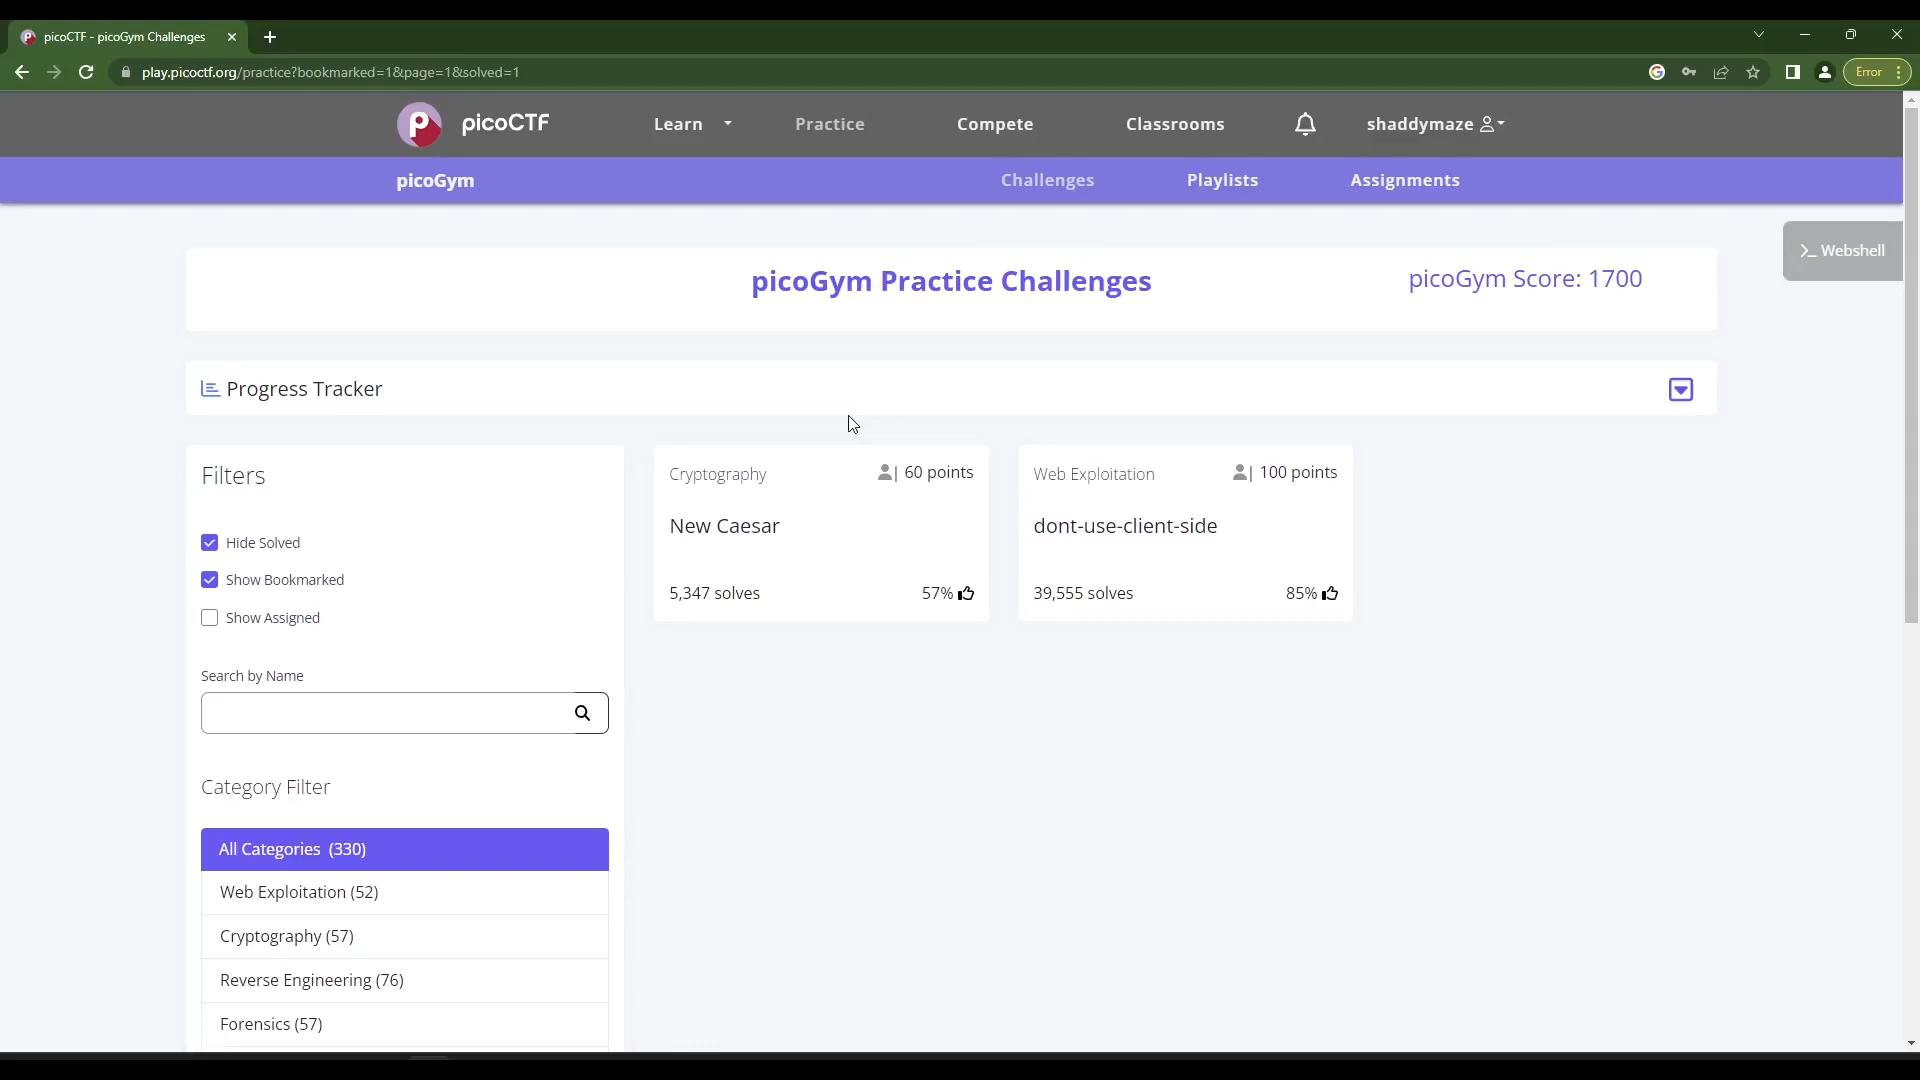 picoCTF - picoGym Challenges
play.picoctf.org/practice?bookmarked=1&page=1&solved=1
Error
picoCTF
Learn
Practice
Compete
Classrooms
shaddymaze
picoGym
Challenges
Playlists
Assignments
>_ Webshell
picoGym Practice Challenges
picoGym Score: 1700
Progress Tracker
Filters
Hide Solved
Show Bookmarked
Show Assigned
Search by Name
Category Filter
All Categories (330)
Web Exploitation (52)
Cryptography (57)
Reverse Engineering (76)
Forensics (57)
Cryptography
| 60 points
New Caesar
5,347 solves
57%
Web Exploitation
| 100 points
dont-use-client-side
39,555 solves
85%